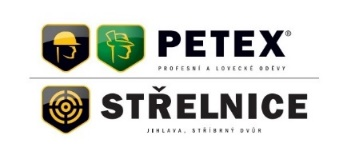 PETEX®
PROFESNÍ A LOVECKÉ ODĚVY
STŘELNICE
JIHLAVA, STŘÍBRNÝ DVŮR